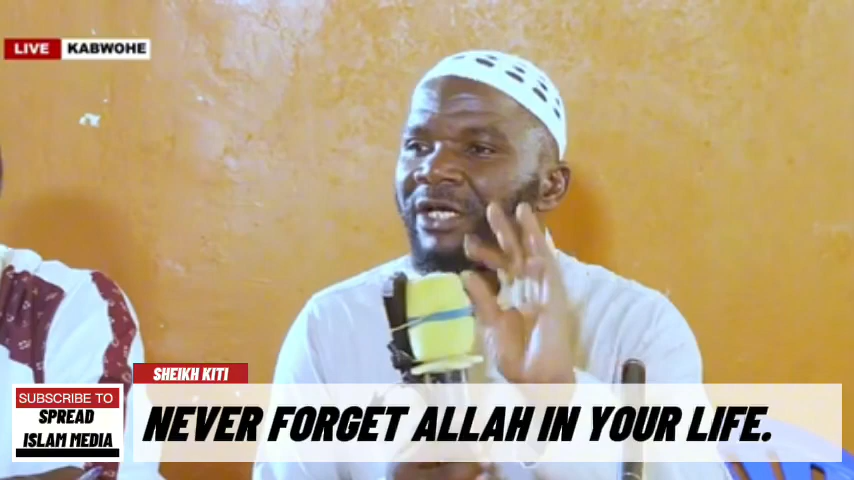 LIVE KABWOHE
SHEIKH KITI
SUBSCRIBE TO
SPREAD
ISLAM MEDIA
NEVER FORGET ALLAH IN YOUR LIFE.